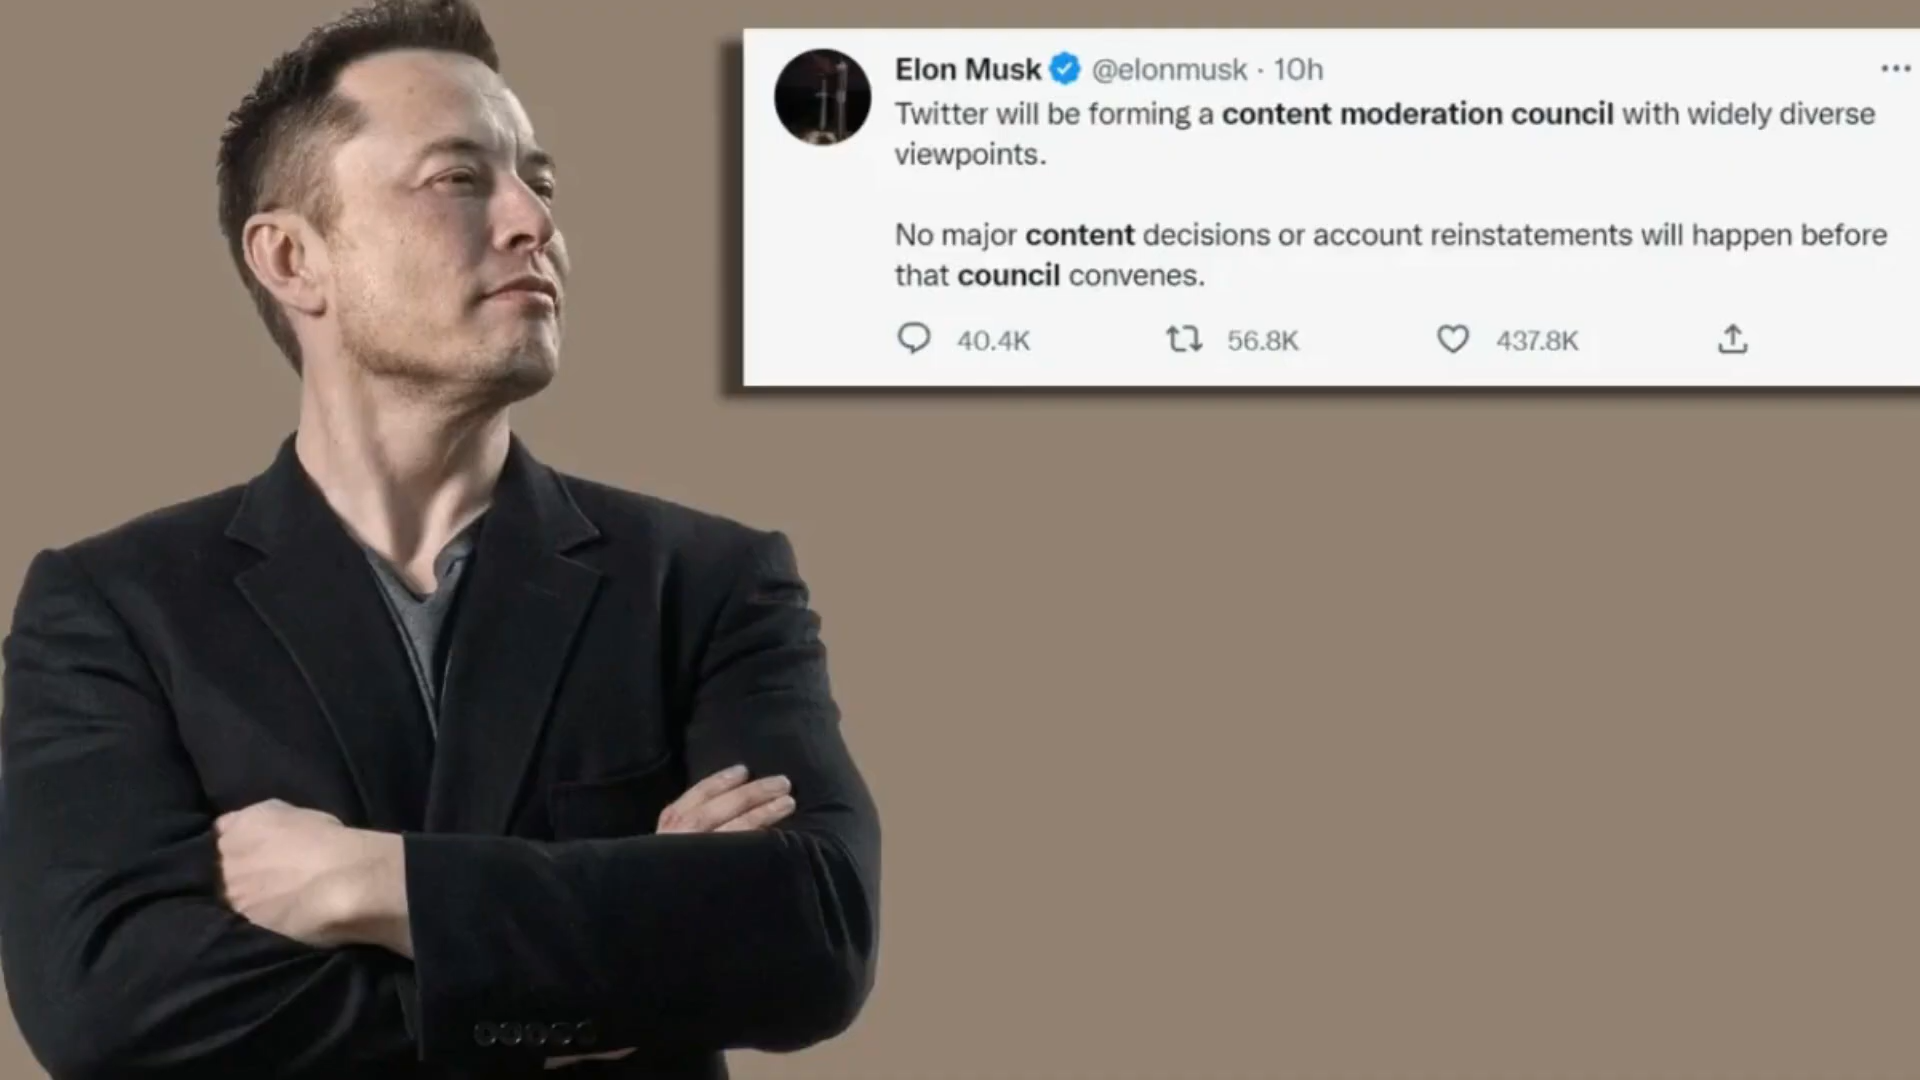 Elon Musk @elonmusk · 10h
Twitter will be forming a content moderation council with widely diverse
viewpoints.
No major content decisions or account reinstatements will happen before
that council convenes.
40.4K 56.8K 437.8K